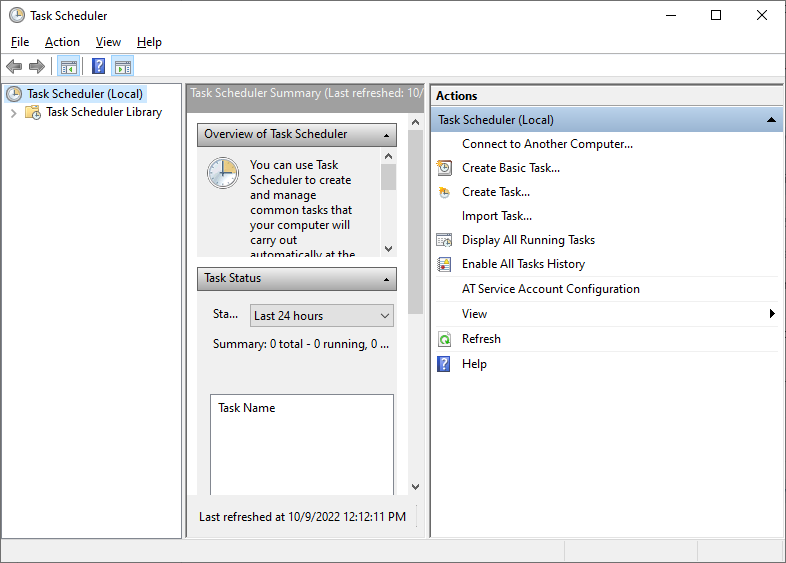 Task Scheduler
File Action View Help
Task Scheduler (Local)
Task Scheduler Library
Task Scheduler Summary (Last refreshed: 10/
Overview of Task Scheduler
You can use Task
Scheduler to create
and manage
common tasks that
your computer will
carry out
automatically at the
Task Status
Sta...
Last 24 hours
Summary: 0 total - 0 running, 0 ...
Task Name
Last refreshed at 10/9/2022 12:12:11 PM
Actions
Task Scheduler (Local)
Connect to Another Computer...
Create Basic Task...
Create Task...
Import Task...
Display All Running Tasks
Enable All Tasks History
AT Service Account Configuration
View
Refresh
Help